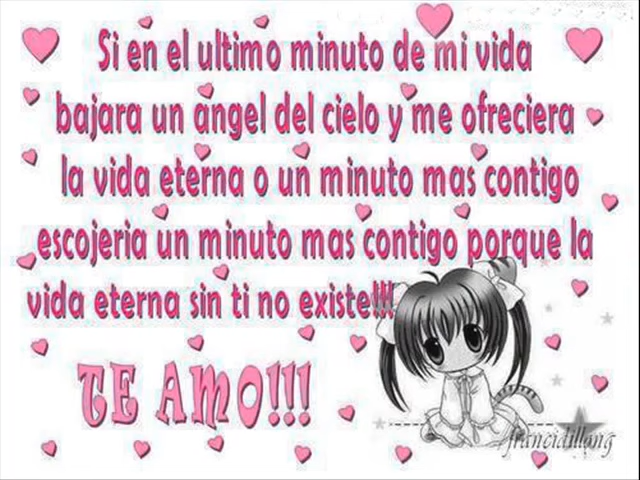 Si en el ultimo minuto de mi vida
bajara un angel del cielo y me ofreciera
la vida eterna o un minuto mas contigo
escojeria un minuto mas contigo porque la
vida eterna sin ti no existe!!!
TE AMO!!!
francidillong